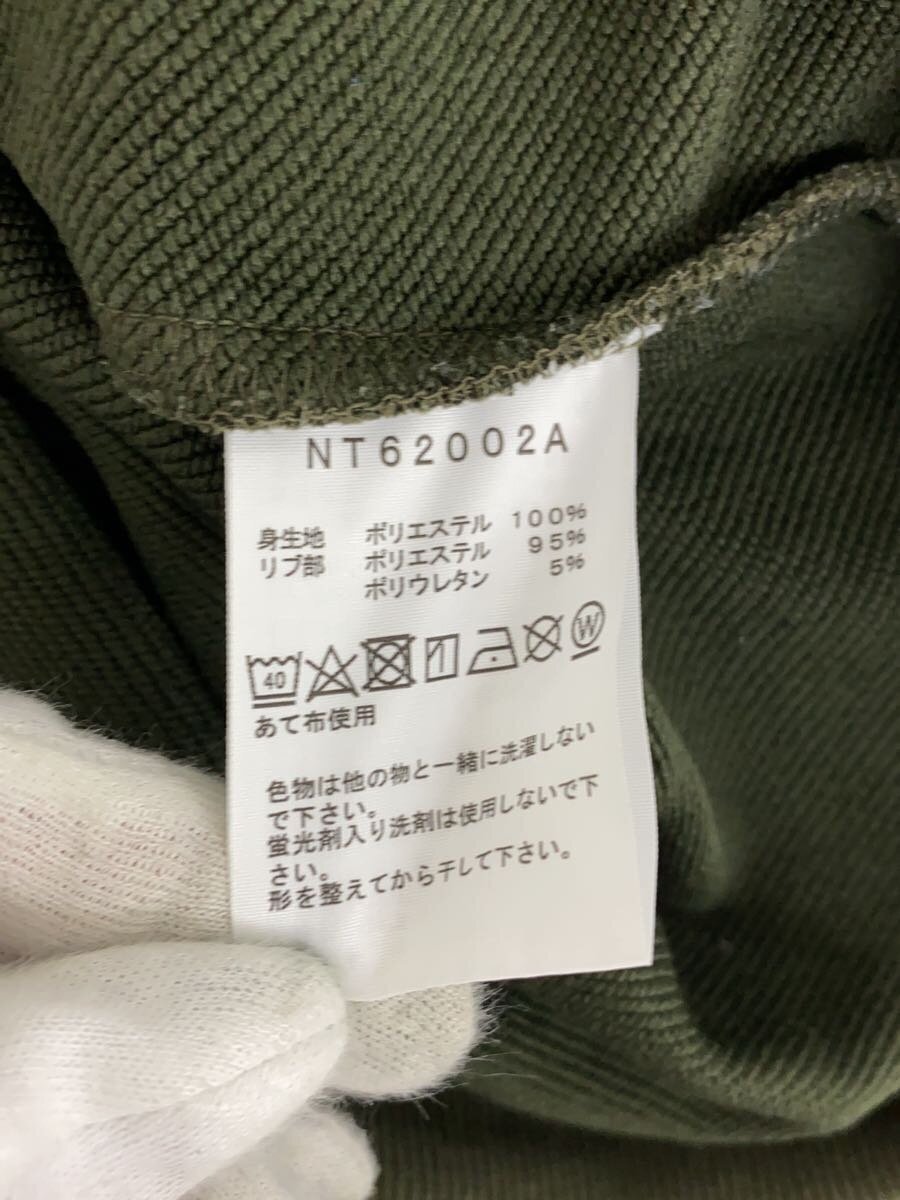 NT62002A
身生地 ポリエステル 100%
リブ部 ポリエステル 95%
ポリウレタン 5%
40 W
あて布使用
色物は他の物と一緒に洗濯しない
で下さい。
蛍光剤入り洗剤は使用しないで下
さい。
形を整えてから干して下さい。